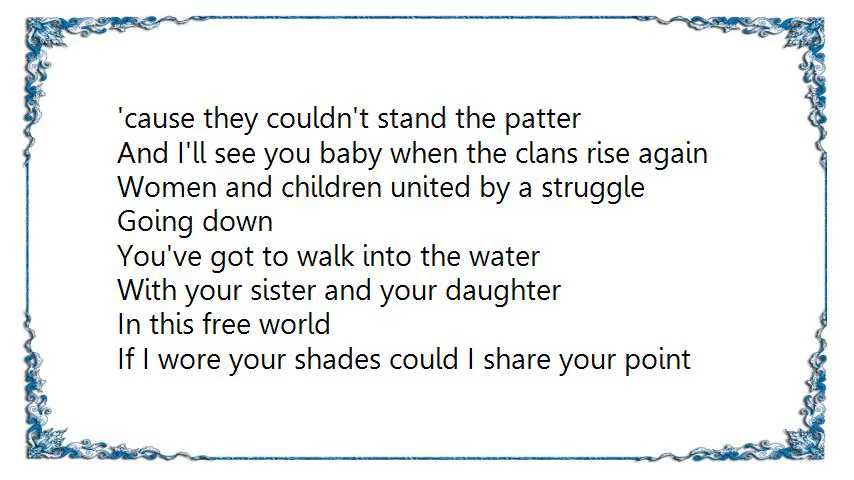 'cause they couldn't stand the patter
And I'll see you baby when the clans rise again
Women and children united by a struggle
Going down
You've got to walk into the water
With your sister and your daughter
In this free world
If I wore your shades could I share your point